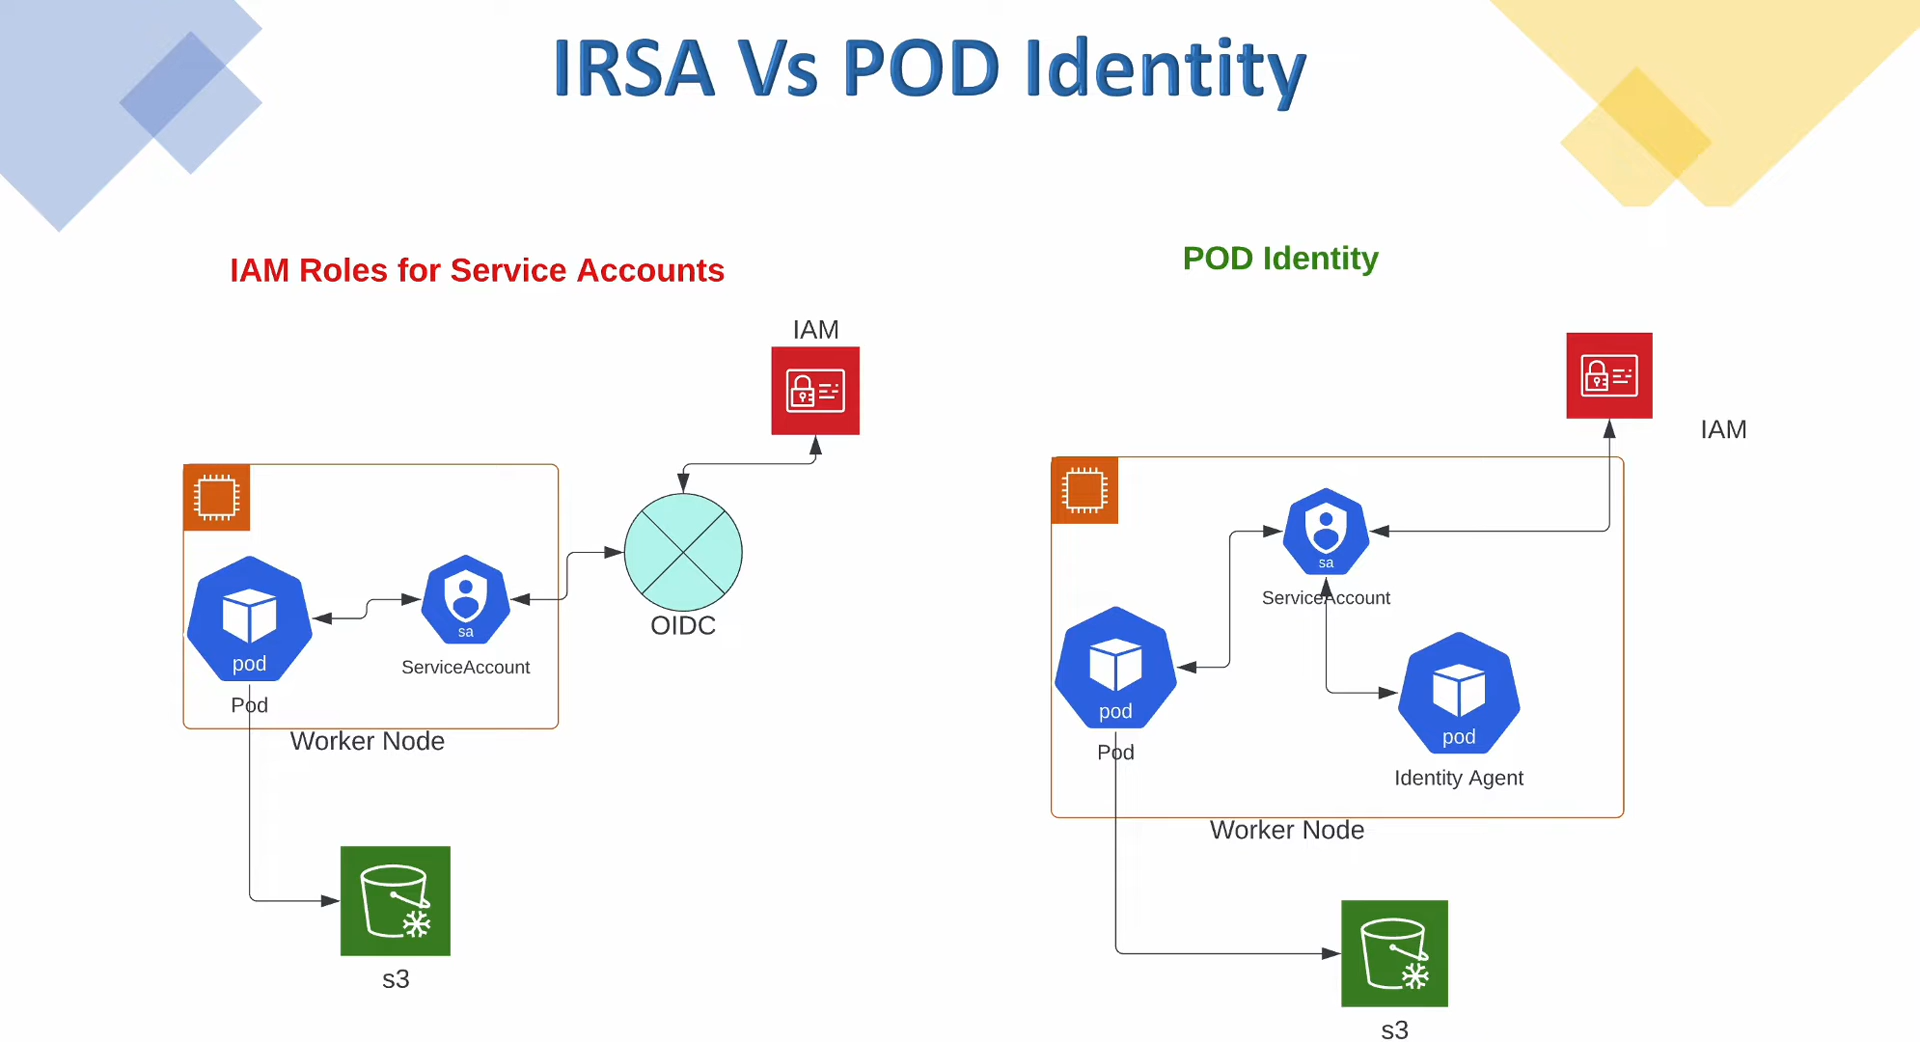 IRSA Vs POD Identity
IAM Roles for Service Accounts
IAM
OIDC
sa
ServiceAccount
pod
Pod
Worker Node
s3
POD Identity
IAM
sa
ServiceAccount
pod
Pod
pod
Identity Agent
Worker Node
s3